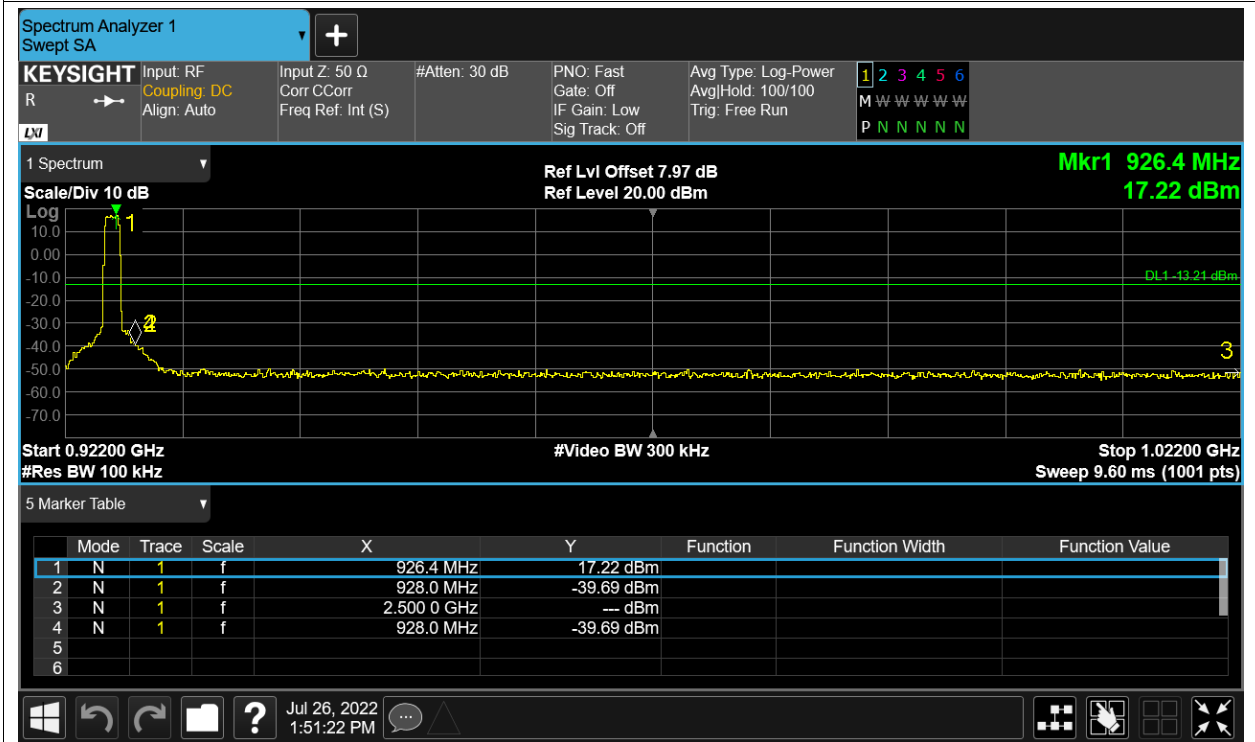 Spectrum Analyzer 1
Swept SA
+
KEYSIGHT Input: RF Input Z: 50 Ω #Atten: 30 dB PNO: Fast Avg Type: Log-Power 1 2 3 4 5 6
R Coupling: DC Corr CCorr Gate: Off Avg|Hold: 100/100 M W W W W W W
Align: Auto Freq Ref: Int (S) IF Gain: Low Trig: Free Run
LXI Sig Track: Off P N N N N N N
1 Spectrum Ref Lvl Offset 7.97 dB Mkr1 926.4 MHz
Scale/Div 10 dB Ref Level 20.00 dBm 17.22 dBm
Log
1
10.0
0.00
-10.0 DL1 -13.21 dBm
-20.0
-30.0
-40.0 3
-50.0
-60.0
-70.0
Start 0.92200 GHz #Video BW 300 kHz Stop 1.02200 GHz
#Res BW 100 kHz Sweep 9.60 ms (1001 pts)
5 Marker Table
Mode Trace Scale X Y Function Function Width Function Value
1 N 1 f 926.4 MHz 17.22 dBm
2 N 1 f 928.0 MHz -39.69 dBm
3 N 1 f 2.500 0 GHz --- dBm
4 N 1 f 928.0 MHz -39.69 dBm
5
6
? Jul 26, 2022
1:51:22 PM